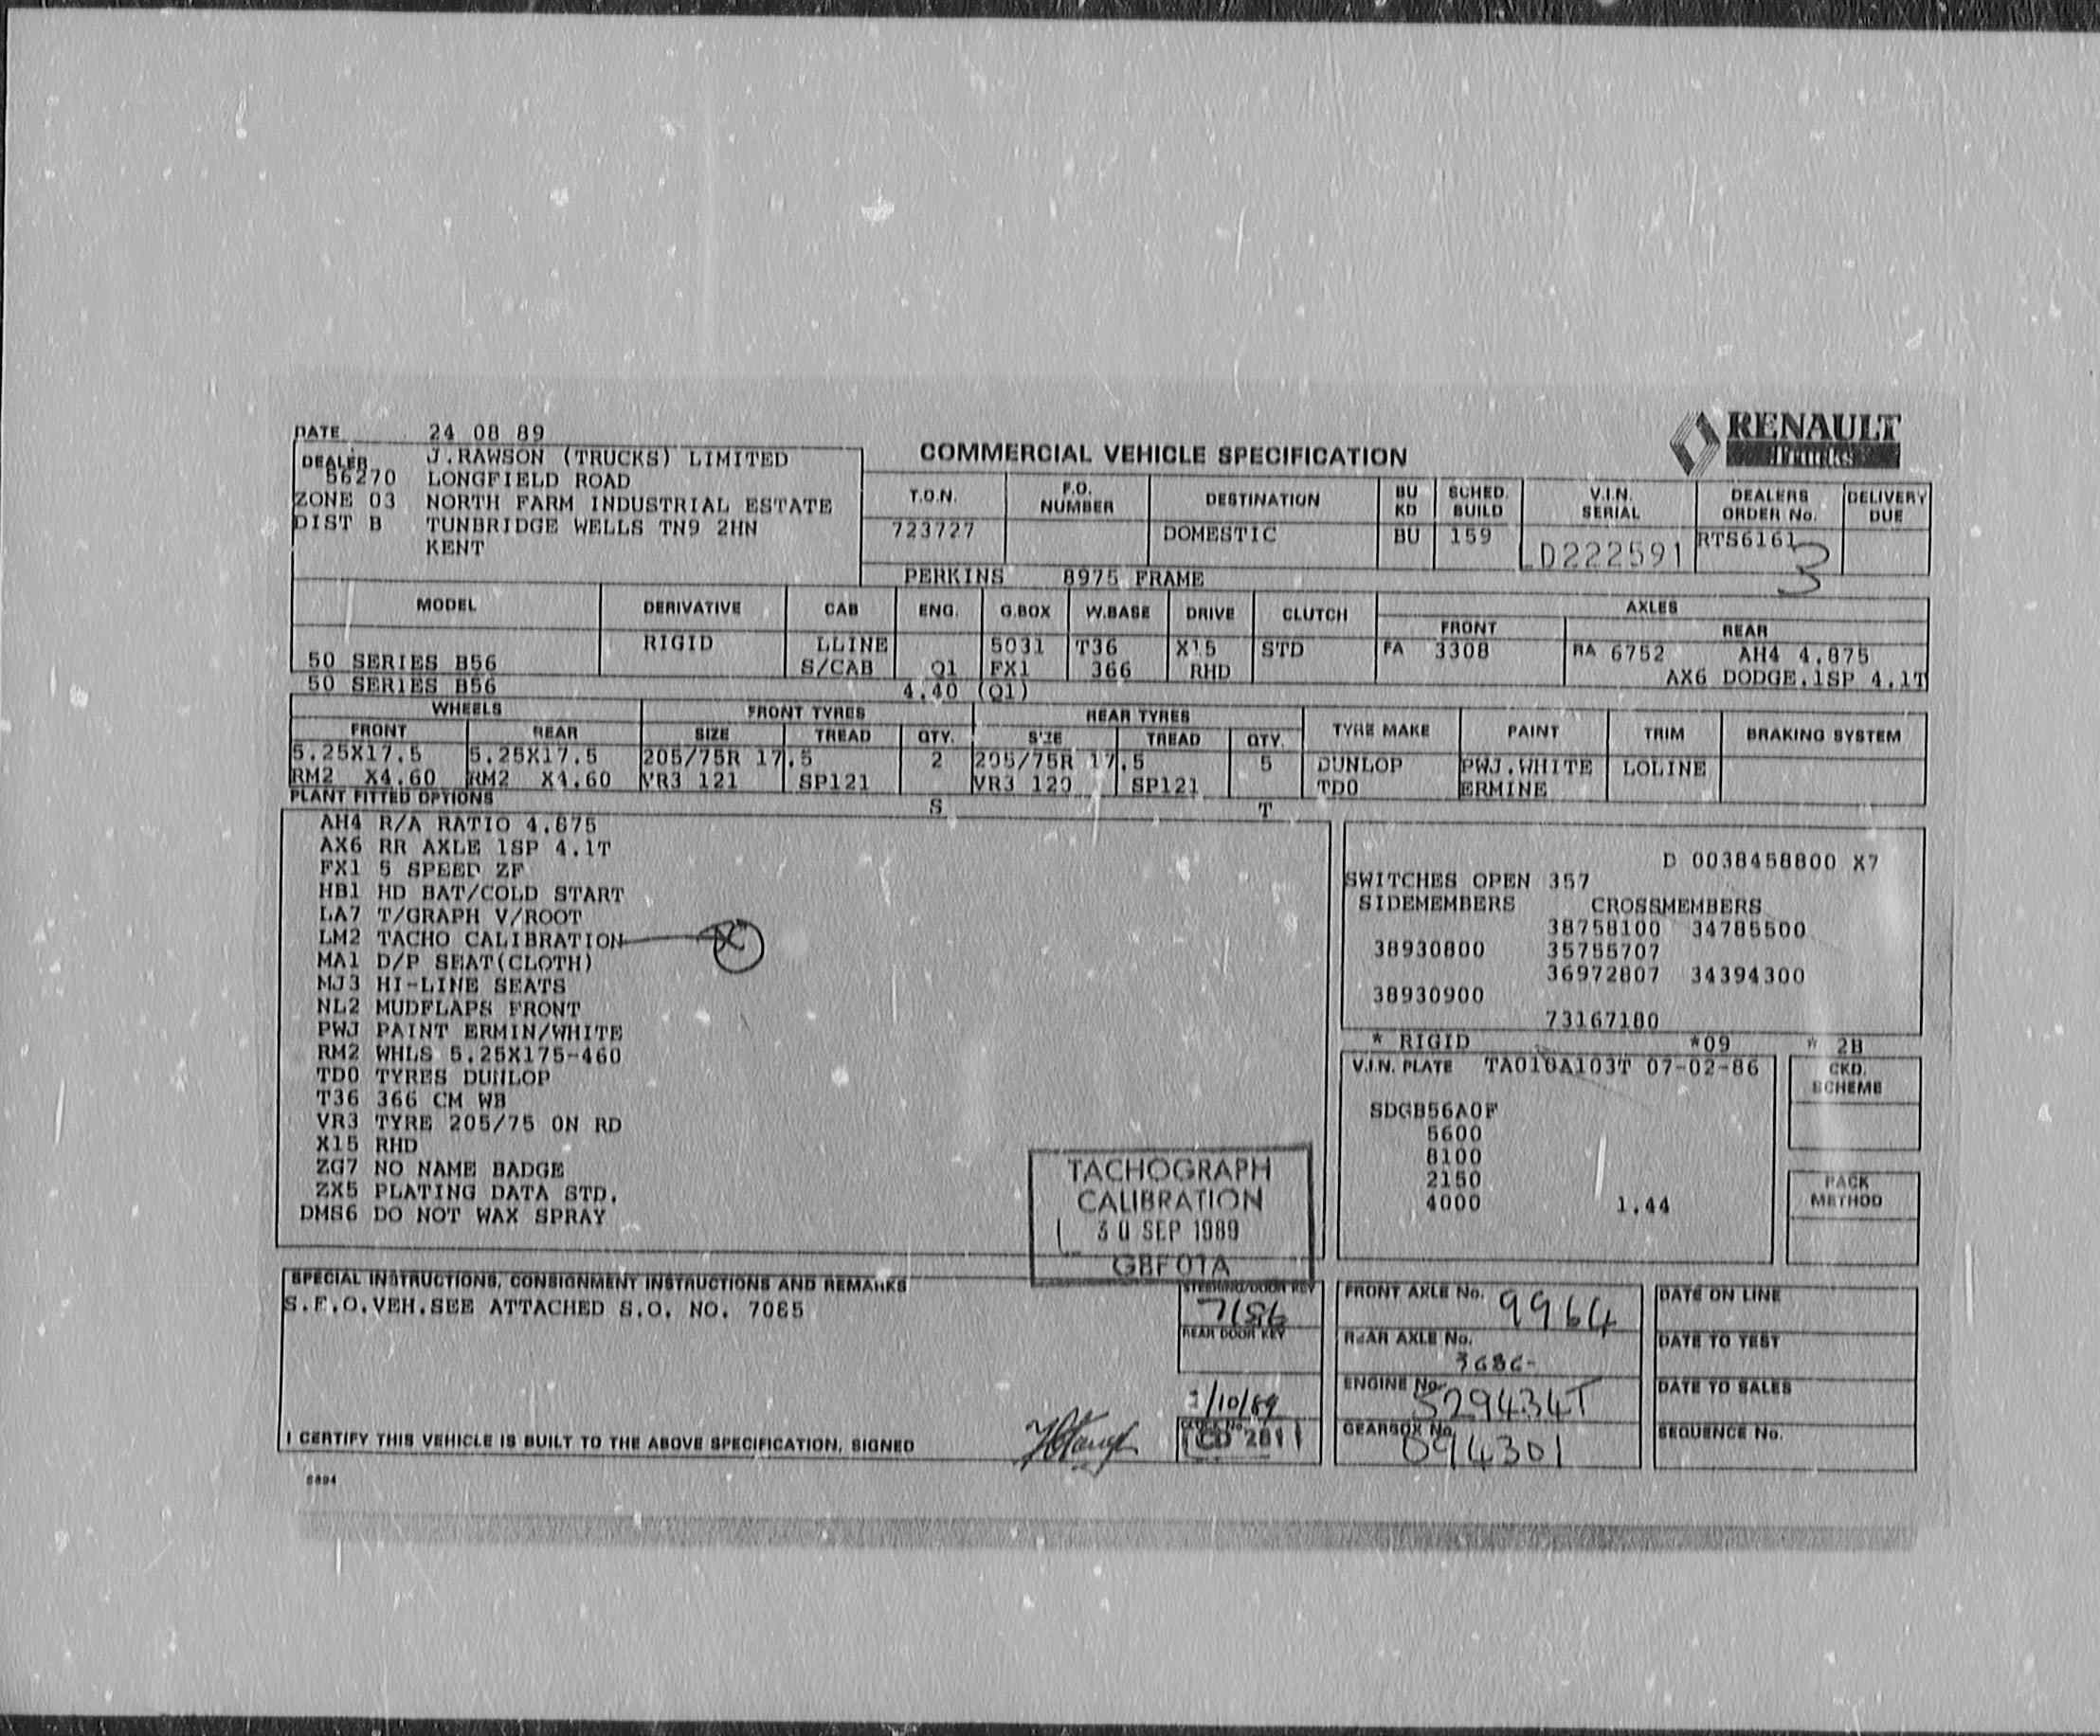 DATE 24 08 89
DEALER J.RAWSON (TRUCKS) LIMITED
56270 LONGFIELD ROAD
ZONE 03 NORTH FARM INDUSTRIAL ESTATE
DIST B TUNBRIDGE WELLS TN9 2HN
KENT
COMMERCIAL VEHICLE SPECIFICATION
RENAULT
Trucks
T.O.N. F.O. NUMBER DESTINATION BU KD SCHED. BUILD V.I.N. SERIAL DEALERS ORDER No. DELIVERY DUE
723727 DOMESTIC BU 159 D222591 RTS6161
3
PERKINS 8975 FRAME
MODEL DERIVATIVE CAB ENG. G.BOX W.BASE DRIVE CLUTCH AXLES
FRONT REAR
RIGID LLINE 5031 T36 X15 STD FA 3308 RA 6752 AH4 4.875
50 SERIES B56 S/CAB Q1 FX1 366 RHD AX6 DODGE.1SP 4.1T
50 SERIES B56 4.40 (Q1)
WHEELS FRONT TYRES REAR TYRES TYRE MAKE PAINT TRIM BRAKING SYSTEM
FRONT REAR SIZE TREAD QTY. SIZE TREAD QTY.
5.25X17.5 5.25X17.5 205/75R 17.5 2 205/75R 17.5 5 DUNLOP PWJ.WHITE LOLINE
RM2 X4.60 RM2 X4.60 VR3 121 SP121 VR3 120 SP121 TD0 ERMINE
PLANT FITTED OPTIONS S T
AH4 R/A RATIO 4.875
AX6 RR AXLE 1SP 4.1T
FX1 5 SPEED ZF
HB1 HD BAT/COLD START
LA7 T/GRAPH V/ROOT
LM2 TACHO CALIBRATION X
MA1 D/P SEAT(CLOTH)
MJ3 HI-LINE SEATS
NL2 MUDFLAPS FRONT
PWJ PAINT ERMIN/WHITE
RM2 WHLS 5.25X175-460
TD0 TYRES DUNLOP
T36 366 CM WB
VR3 TYRE 205/75 ON RD
X15 RHD
ZG7 NO NAME BADGE
ZX5 PLATING DATA STD.
DMS6 DO NOT WAX SPRAY
D 0038458800 X7
SWITCHES OPEN 357
SIDEMEMBERS CROSSMEMBERS
38758100 34785500
38930800 35755707
36972807 34394300
38930900
73167180
* RIGID *09 * 2B
V.I.N. PLATE TA010A103T 07-02-86
CKD. SCHEME
SDGB56A0F
5600
8100
2150
4000 1.44
PACK METHOD
TACHOGRAPH
CALIBRATION
30 SEP 1989
GBF01A
SPECIAL INSTRUCTIONS, CONSIGNMENT INSTRUCTIONS AND REMARKS
S.F.O.VEH.SEE ATTACHED S.O. NO. 7085
STEERING/DOOR KEY
REAR DOOR KEY
FRONT AXLE No. 9964
REAR AXLE No. 3686-
ENGINE No. S29434T
GEARBOX No. 094301
DATE ON LINE
DATE TO TEST
DATE TO SALES
SEQUENCE No.
/10/89
CLOCK No.
CD 2811
I CERTIFY THIS VEHICLE IS BUILT TO THE ABOVE SPECIFICATION, SIGNED